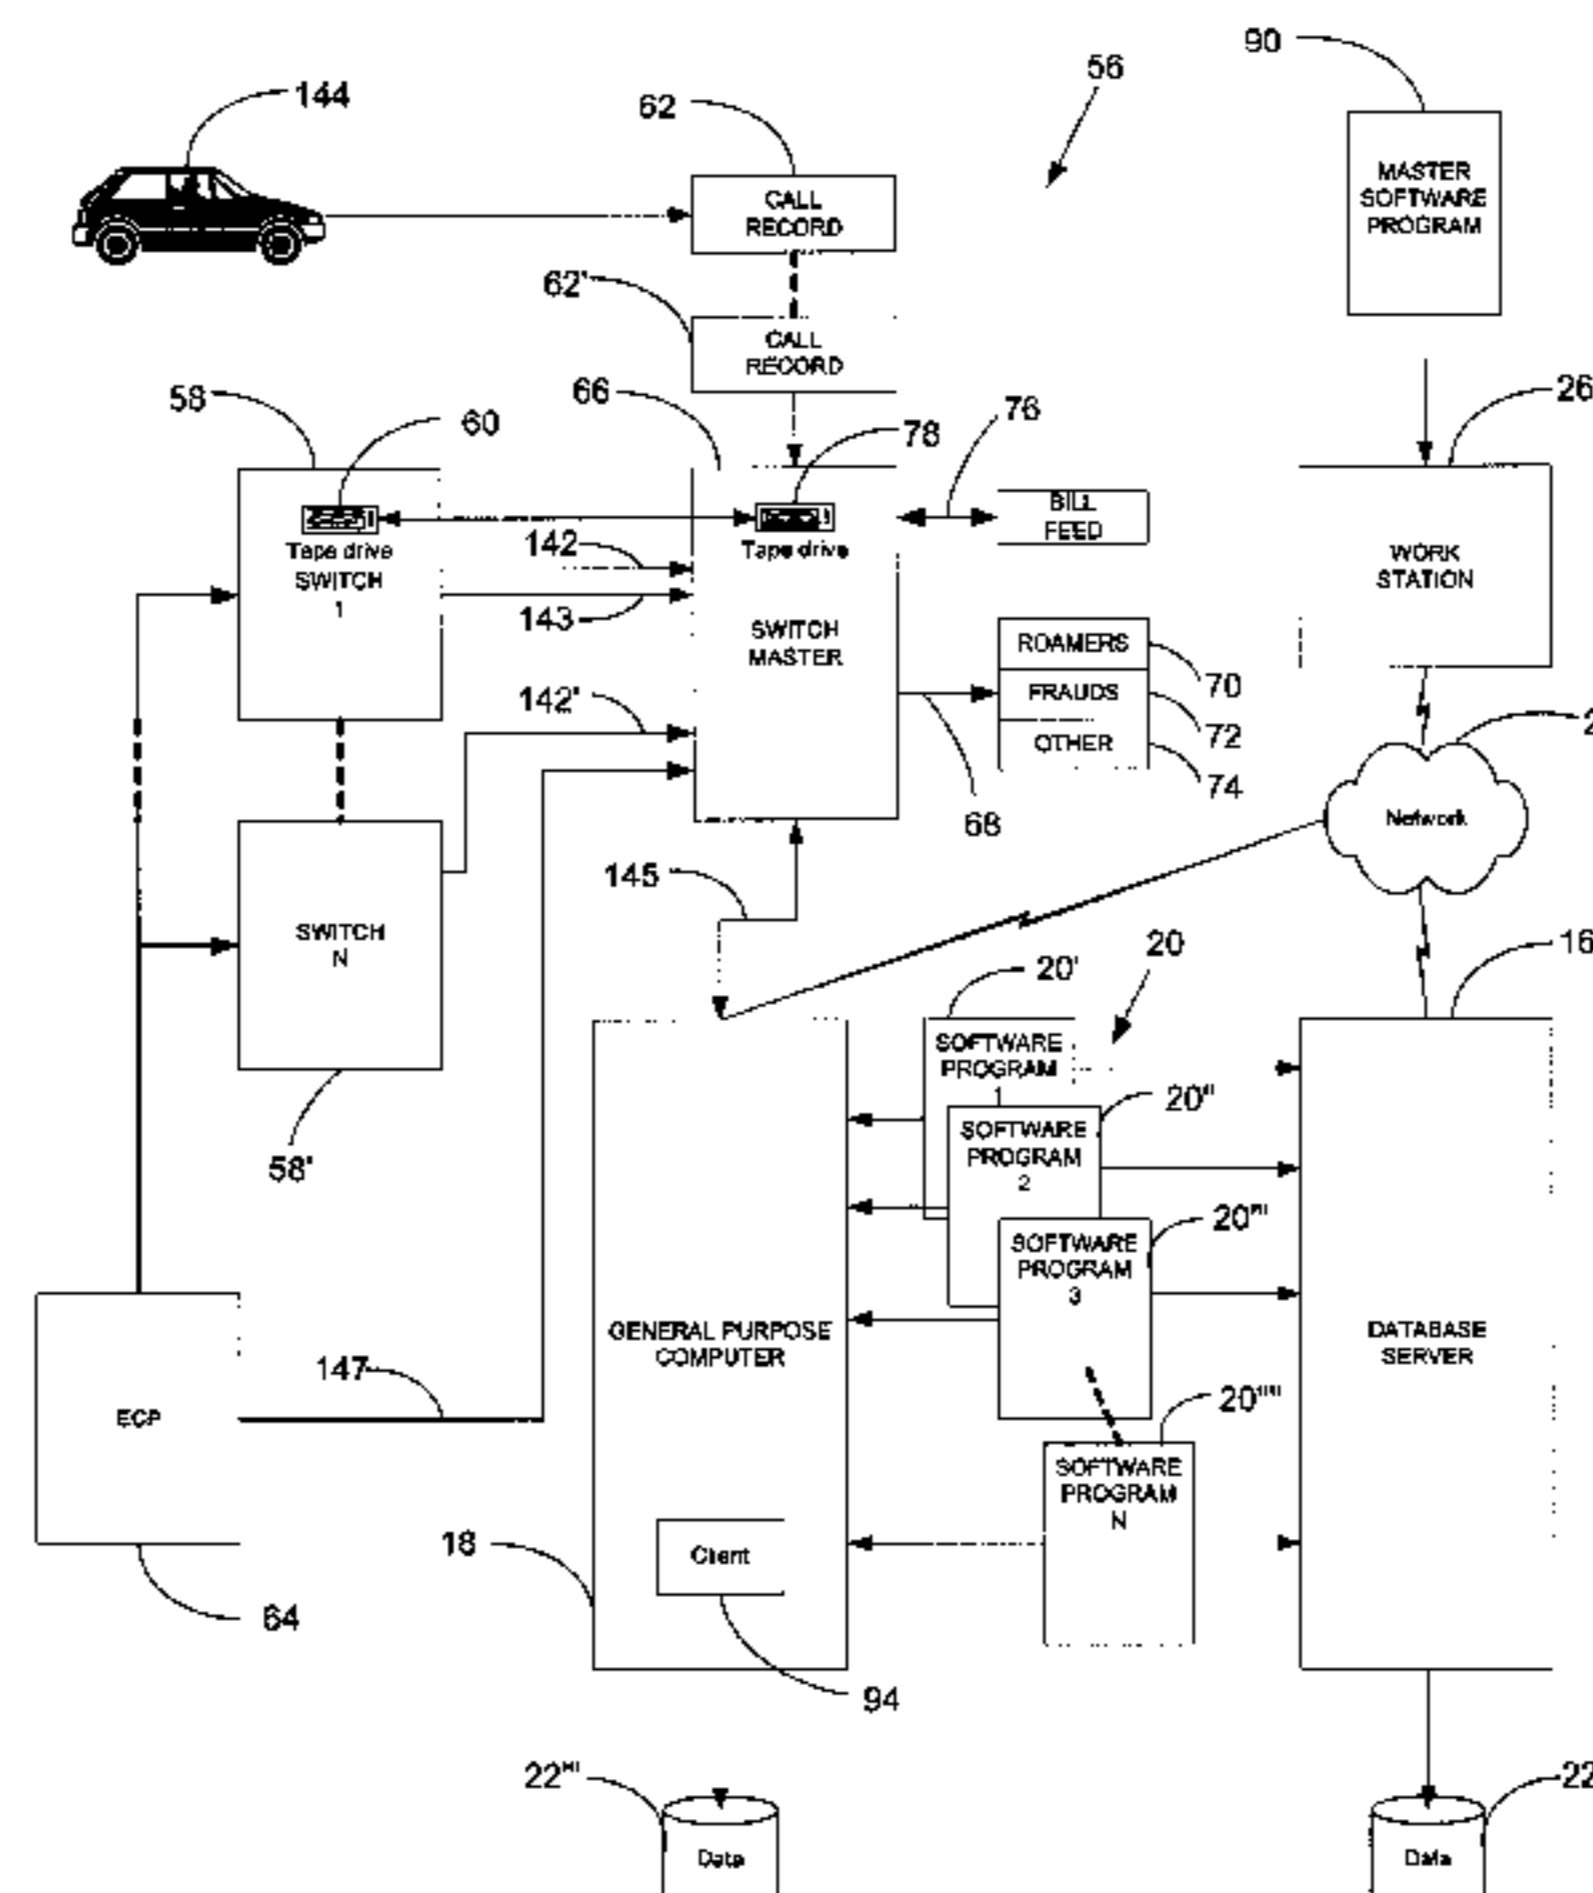 90
56
144
62
MASTER
SOFTWARE
PROGRAM
CALL
RECORD
62'
CALL
RECORD
58
60
66
78
76
26
Tape drive
SWITCH
1
142
143
Tape drive
SWITCH
MASTER
BILL
FEED
WORK
STATION
ROAMERS
FRAUDS
OTHER
70
72
74
68
142'
Network
145
SWITCH
N
58'
20'
20
16
SOFTWARE
PROGRAM
1
20"
SOFTWARE
PROGRAM
2
20'''
SOFTWARE
PROGRAM
3
GENERAL PURPOSE
COMPUTER
DATABASE
SERVER
147
ECP
20''''
SOFTWARE
PROGRAM
N
18
Client
64
94
22'''
22
Data
Data